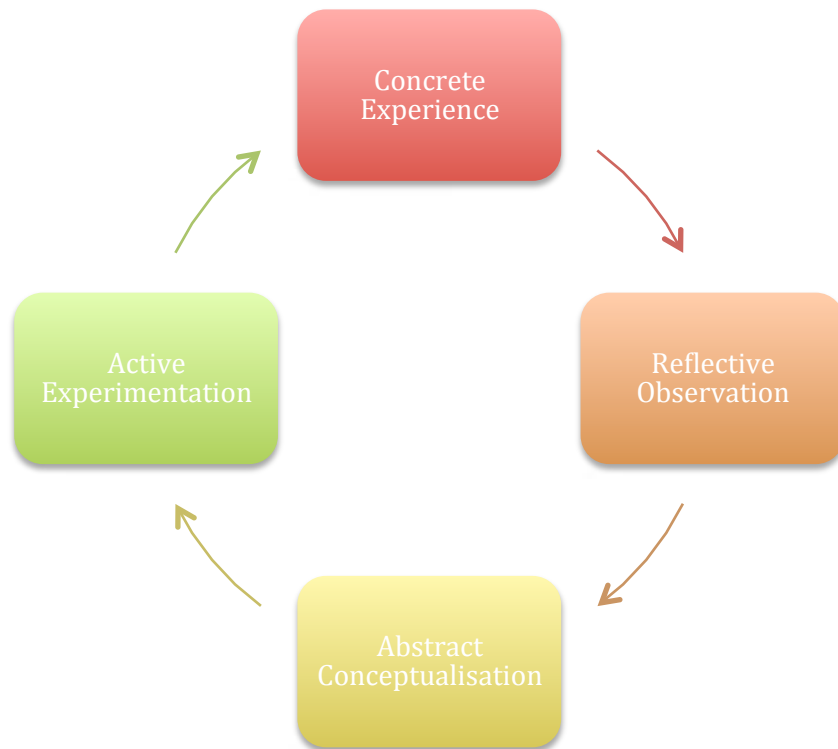 Concrete
Experience
Reflective
Observation
Abstract
Conceptualisation
Active
Experimentation